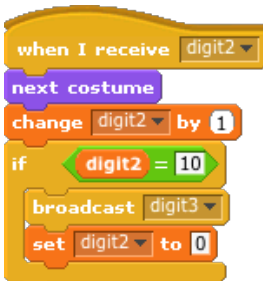 when I receive digit2
next costume
change digit2 by 1
if digit2 = 10
broadcast digit3
set digit2 to 0